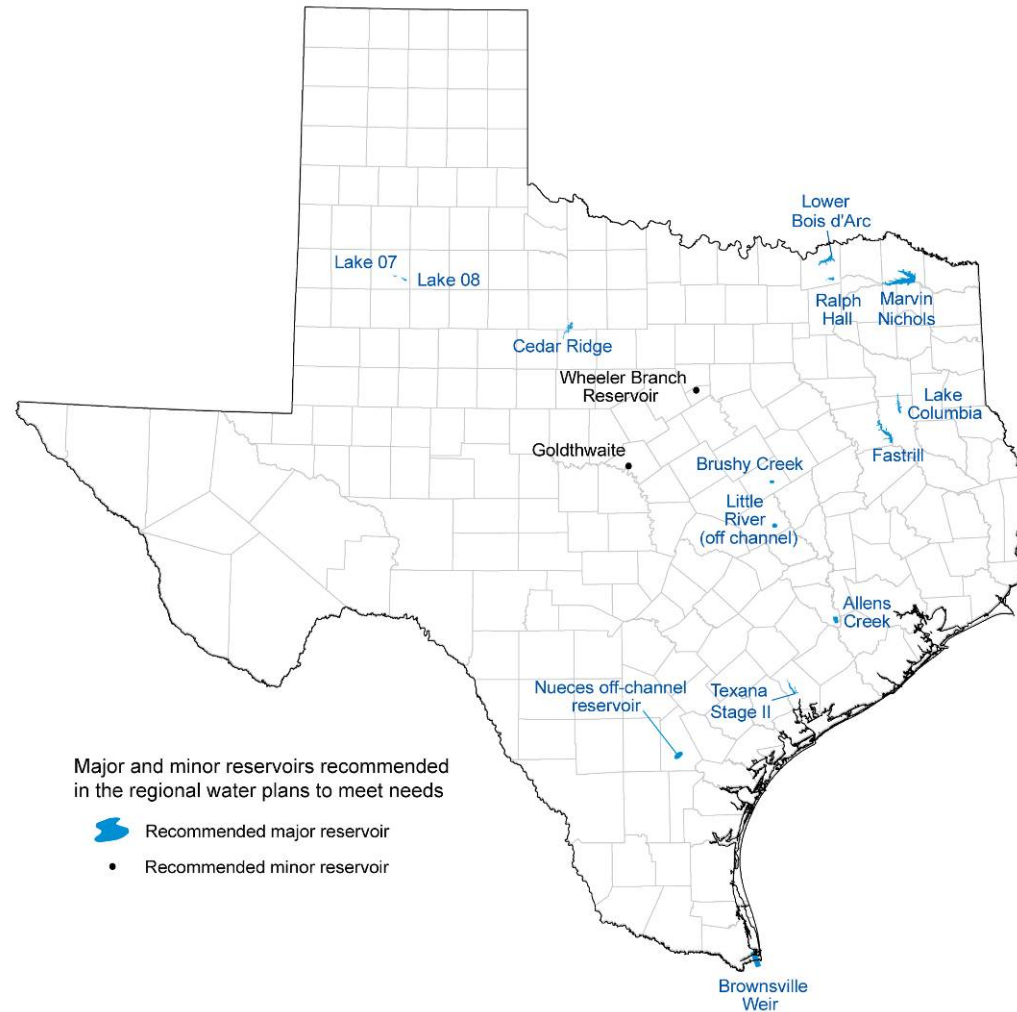 Lower
Bois d'Arc
Lake 07
Lake 08
Ralph
Hall
Marvin
Nichols
Cedar Ridge
Wheeler Branch
Reservoir
Lake
Columbia
Goldthwaite
Fastrill
Brushy Creek
Little
River
(off channel)
Allens
Creek
Nueces off-channel
reservoir
Texana
Stage II
Major and minor reservoirs recommended
in the regional water plans to meet needs
Recommended major reservoir
Recommended minor reservoir
Brownsville
Weir